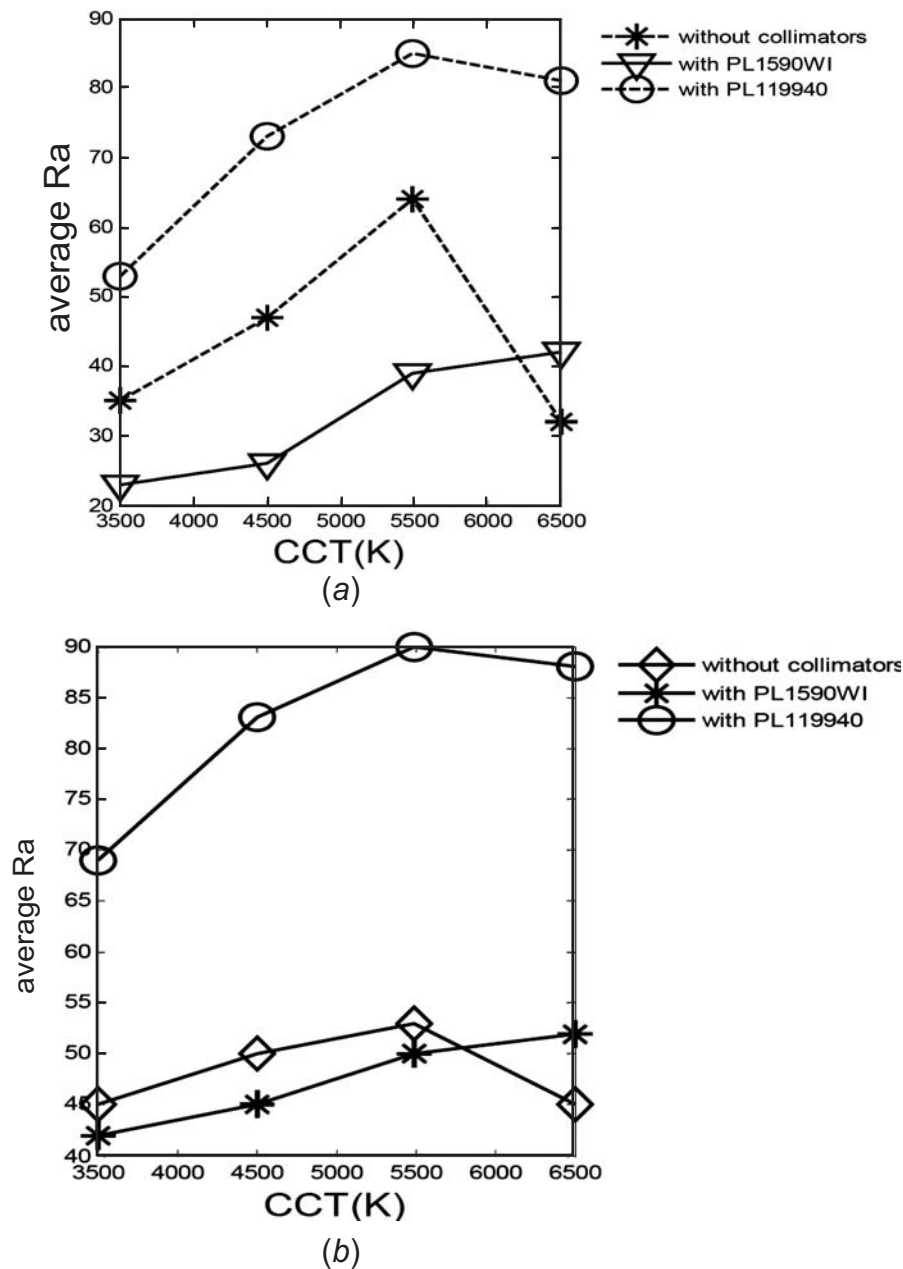 90
80
70
60
50
40
30
20
average Ra
3500 4000 4500 5000 5500 6000 6500
CCT(K)
without collimators
with PL1590WI
with PL119940
(a)
90
85
80
75
70
65
60
55
50
45
40
average Ra
3500 4000 4500 5000 5500 6000 6500
CCT(K)
without collimators
with PL1590WI
with PL119940
(b)